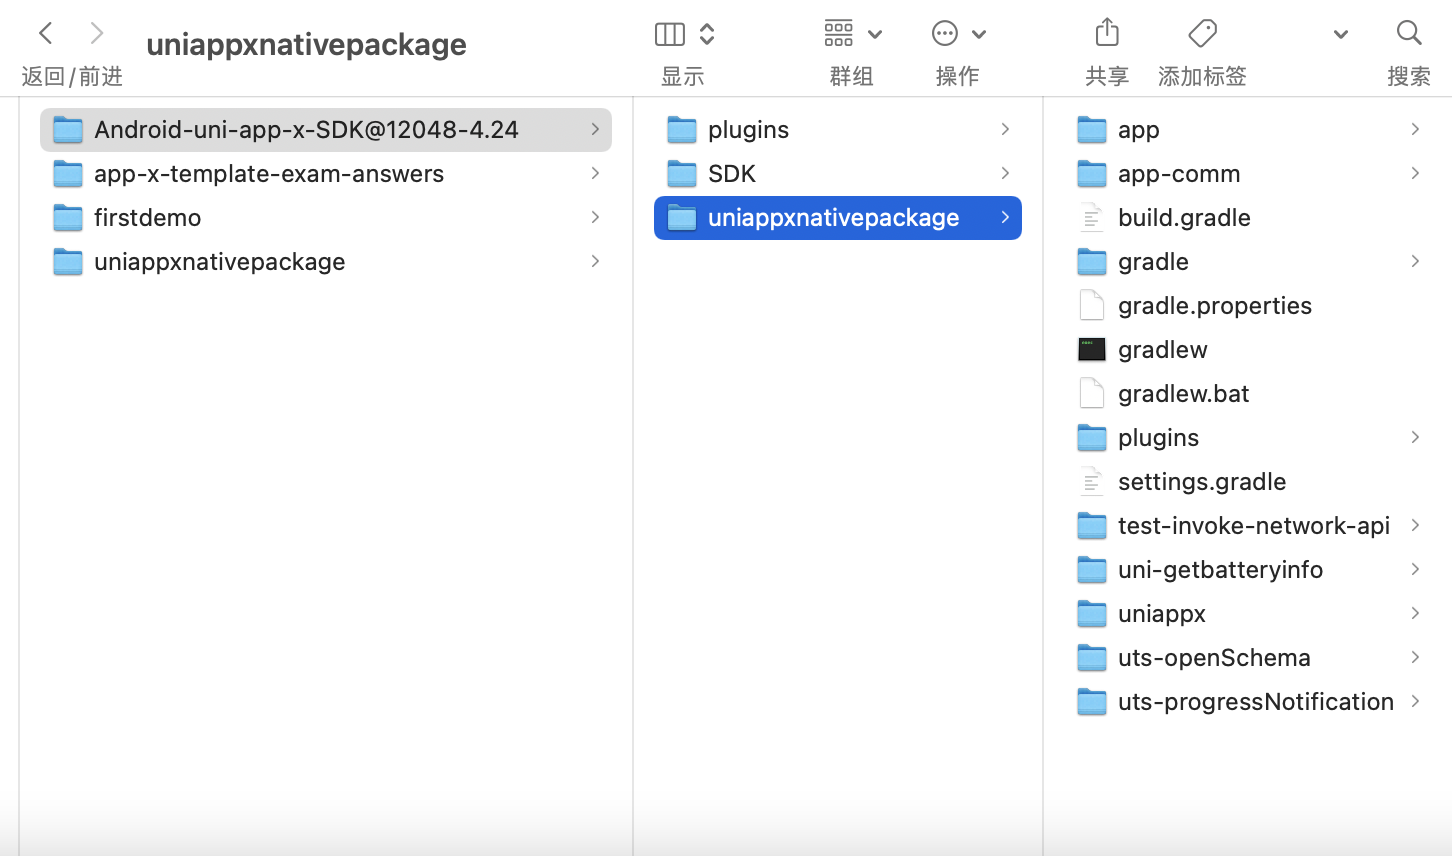 uniappxnativepackage
返回/前进
显示
群组
操作
共享
添加标签
搜索
Android-uni-app-x-SDK@12048-4.24
app-x-template-exam-answers
firstdemo
uniappxnativepackage
plugins
SDK
uniappxnativepackage
app
app-comm
build.gradle
gradle
gradle.properties
gradlew
gradlew.bat
plugins
settings.gradle
test-invoke-network-api
uni-getbatteryinfo
uniappx
uts-openSchema
uts-progressNotification